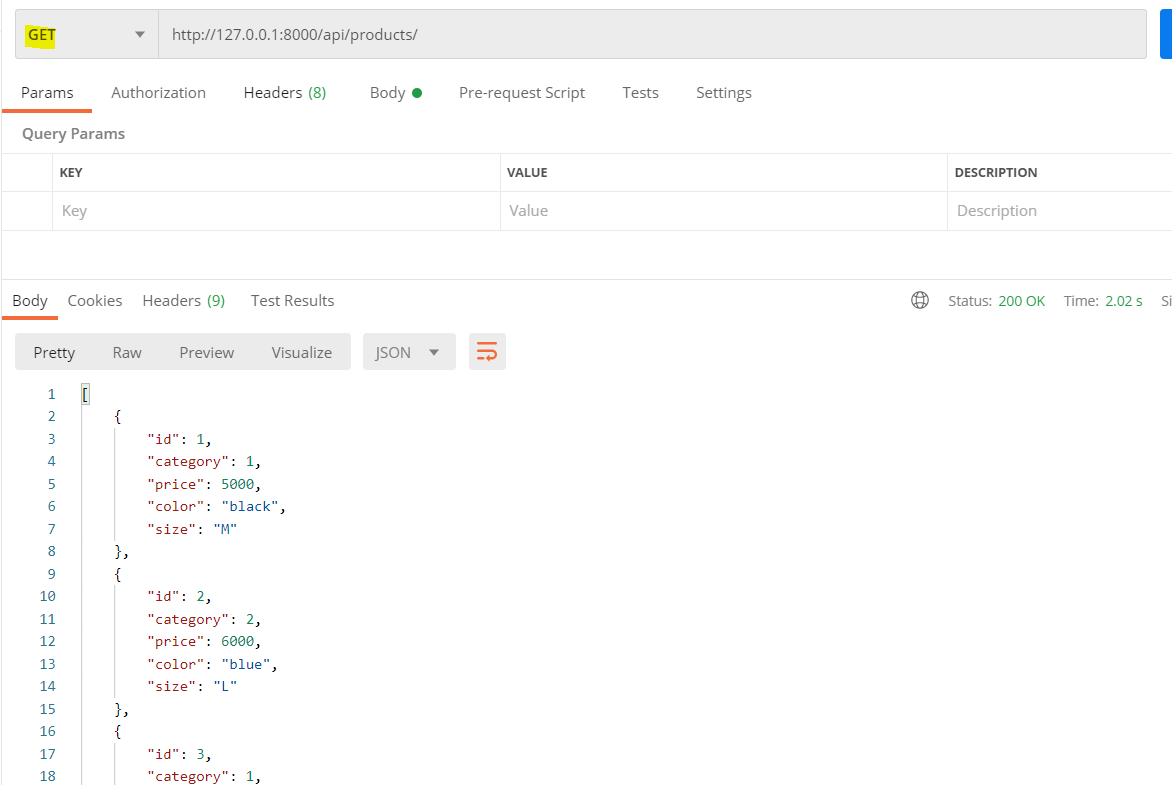 GET http://127.0.0.1:8000/api/products/
Params Authorization Headers (8) Body Pre-request Script Tests Settings
Query Params
KEY VALUE DESCRIPTION
Key Value Description
Body Cookies Headers (9) Test Results Status: 200 OK Time: 2.02 s Si
Pretty Raw Preview Visualize JSON
1 [
2 {
3 "id": 1,
4 "category": 1,
5 "price": 5000,
6 "color": "black",
7 "size": "M"
8 },
9 {
10 "id": 2,
11 "category": 2,
12 "price": 6000,
13 "color": "blue",
14 "size": "L"
15 },
16 {
17 "id": 3,
18 "category": 1,